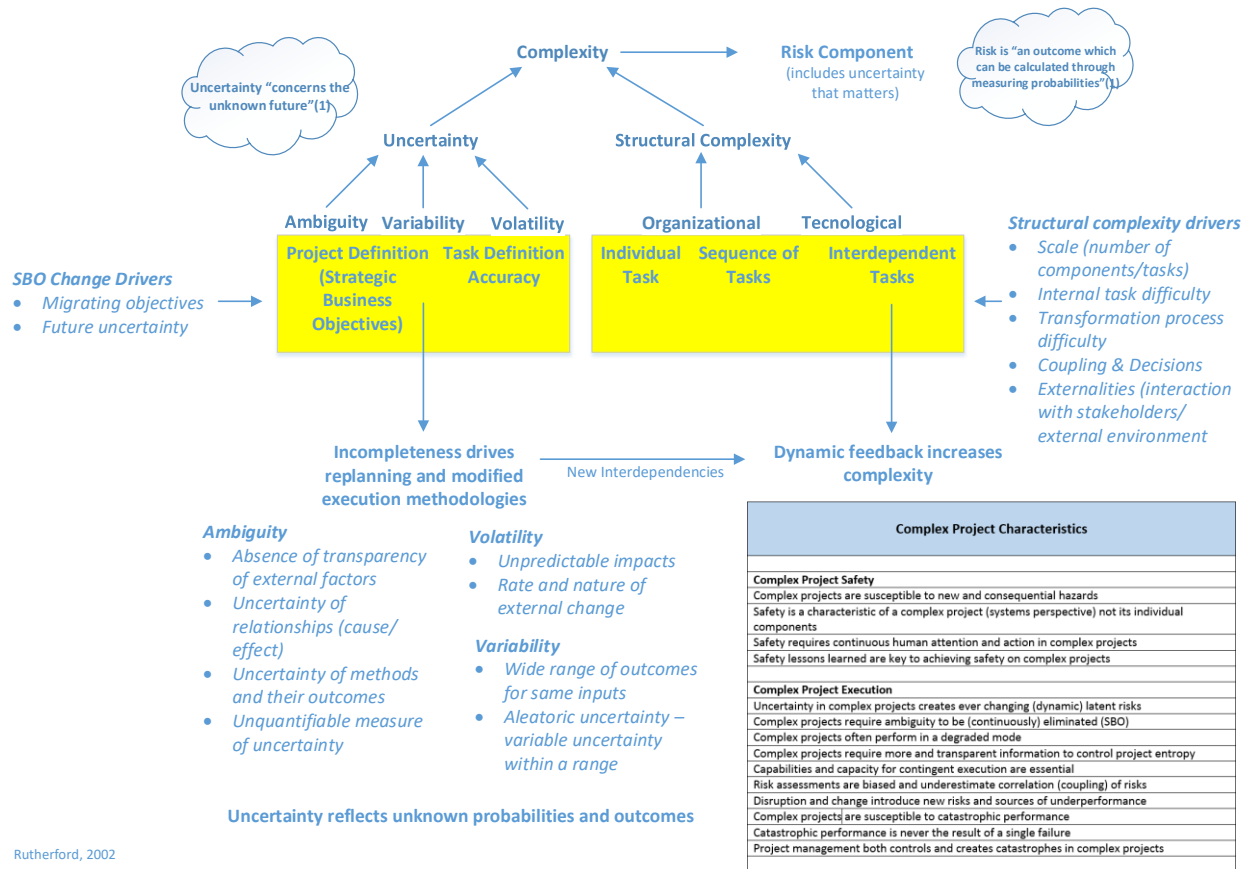 Uncertainty “concerns the
unknown future”(1)
Complexity
Risk Component
(includes uncertainty
that matters)
Risk is “an outcome which
can be calculated through
measuring probabilities”(1)
Uncertainty
Structural Complexity
Ambiguity
Variability
Volatility
Organizational
Tecnological
Project Definition
(Strategic
Business
Objectives)
Task Definition
Accuracy
Individual
Task
Sequence of
Tasks
Interdependent
Tasks
SBO Change Drivers
• Migrating objectives
• Future uncertainty
Structural complexity drivers
• Scale (number of
components/tasks)
• Internal task difficulty
• Transformation process
difficulty
• Coupling & Decisions
• Externalities (interaction
with stakeholders/
external environment
Incompleteness drives
replanning and modified
execution methodologies
New Interdependencies
Dynamic feedback increases
complexity
Ambiguity
• Absence of transparency
of external factors
• Uncertainty of
relationships (cause/
effect)
• Uncertainty of methods
and their outcomes
• Unquantifiable measure
of uncertainty
Volatility
• Unpredictable impacts
• Rate and nature of
external change
Variability
• Wide range of outcomes
for same inputs
• Aleatoric uncertainty –
variable uncertainty
within a range
Uncertainty reflects unknown probabilities and outcomes
Rutherford, 2002
Complex Project Characteristics
Complex Project Safety
Complex projects are susceptible to new and consequential hazards
Safety is a characteristic of a complex project (systems perspective) not its individual
components
Safety requires continuous human attention and action in complex projects
Safety lessons learned are key to achieving safety on complex projects
Complex Project Execution
Uncertainty in complex projects creates ever changing (dynamic) latent risks
Complex projects require ambiguity to be (continuously) eliminated (SBO)
Complex projects often perform in a degraded mode
Complex projects require more and transparent information to control project entropy
Capabilities and capacity for contingent execution are essential
Risk assessments are biased and underestimate correlation (coupling) of risks
Disruption and change introduce new risks and sources of underperformance
Complex projects are susceptible to catastrophic performance
Catastrophic performance is never the result of a single failure
Project management both controls and creates catastrophes in complex projects